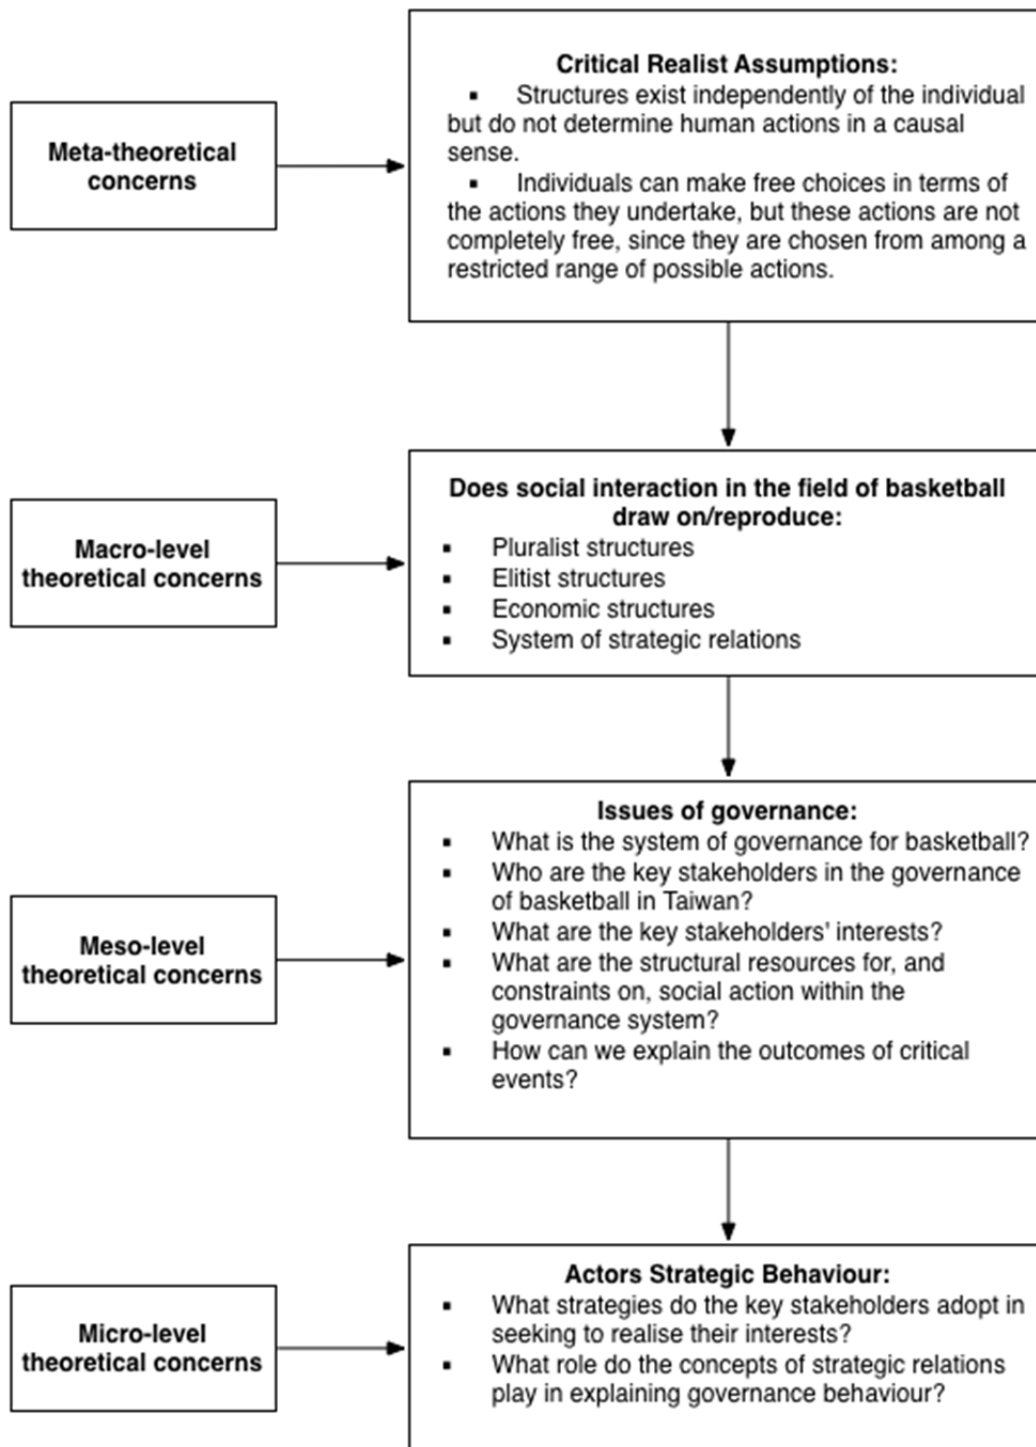 Meta-theoretical
concerns
Critical Realist Assumptions:
▪ Structures exist independently of the individual
but do not determine human actions in a causal
sense.
▪ Individuals can make free choices in terms of
the actions they undertake, but these actions are not
completely free, since they are chosen from among a
restricted range of possible actions.
Macro-level
theoretical concerns
Does social interaction in the field of basketball
draw on/reproduce:
▪ Pluralist structures
▪ Elitist structures
▪ Economic structures
▪ System of strategic relations
Meso-level
theoretical concerns
Issues of governance:
▪ What is the system of governance for basketball?
▪ Who are the key stakeholders in the governance
of basketball in Taiwan?
▪ What are the key stakeholders' interests?
▪ What are the structural resources for, and
constraints on, social action within the
governance system?
▪ How can we explain the outcomes of critical
events?
Micro-level
theoretical concerns
Actors Strategic Behaviour:
▪ What strategies do the key stakeholders adopt in
seeking to realise their interests?
▪ What role do the concepts of strategic relations
play in explaining governance behaviour?